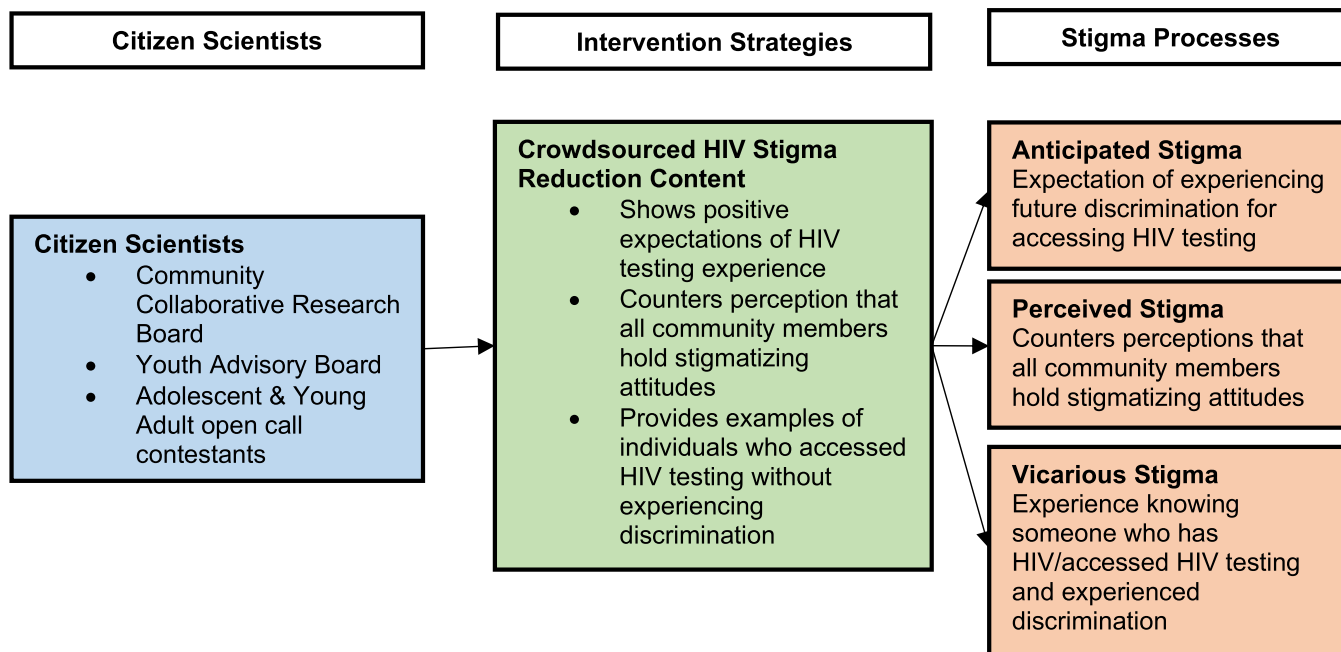 Citizen Scientists
Intervention Strategies
Stigma Processes
Citizen Scientists
• Community
Collaborative Research
Board
• Youth Advisory Board
• Adolescent & Young
Adult open call
contestants
Crowdsourced HIV Stigma
Reduction Content
• Shows positive
expectations of HIV
testing experience
• Counters perception that
all community members
hold stigmatizing
attitudes
• Provides examples of
individuals who accessed
HIV testing without
experiencing
discrimination
Anticipated Stigma
Expectation of experiencing
future discrimination for
accessing HIV testing
Perceived Stigma
Counters perceptions that
all community members
hold stigmatizing attitudes
Vicarious Stigma
Experience knowing
someone who has
HIV/accessed HIV testing
and experienced
discrimination